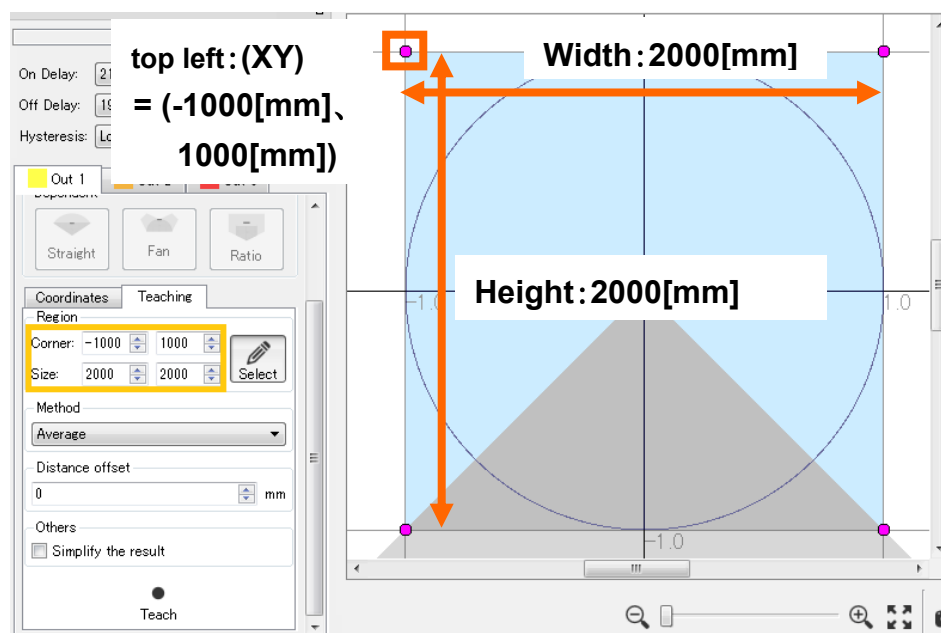 top left：(XY)
= (-1000[mm]、
1000[mm])
Width：2000[mm]
Height：2000[mm]
On Delay:
Off Delay:
Hysteresis:
Out 1
Straight
Fan
Ratio
Coordinates
Teaching
Region
Corner: -1000 1000
Size: 2000 2000
Select
Method
Average
Distance offset
0 mm
Others
Simplify the result
Teach
-1.0
1.0
-1.0